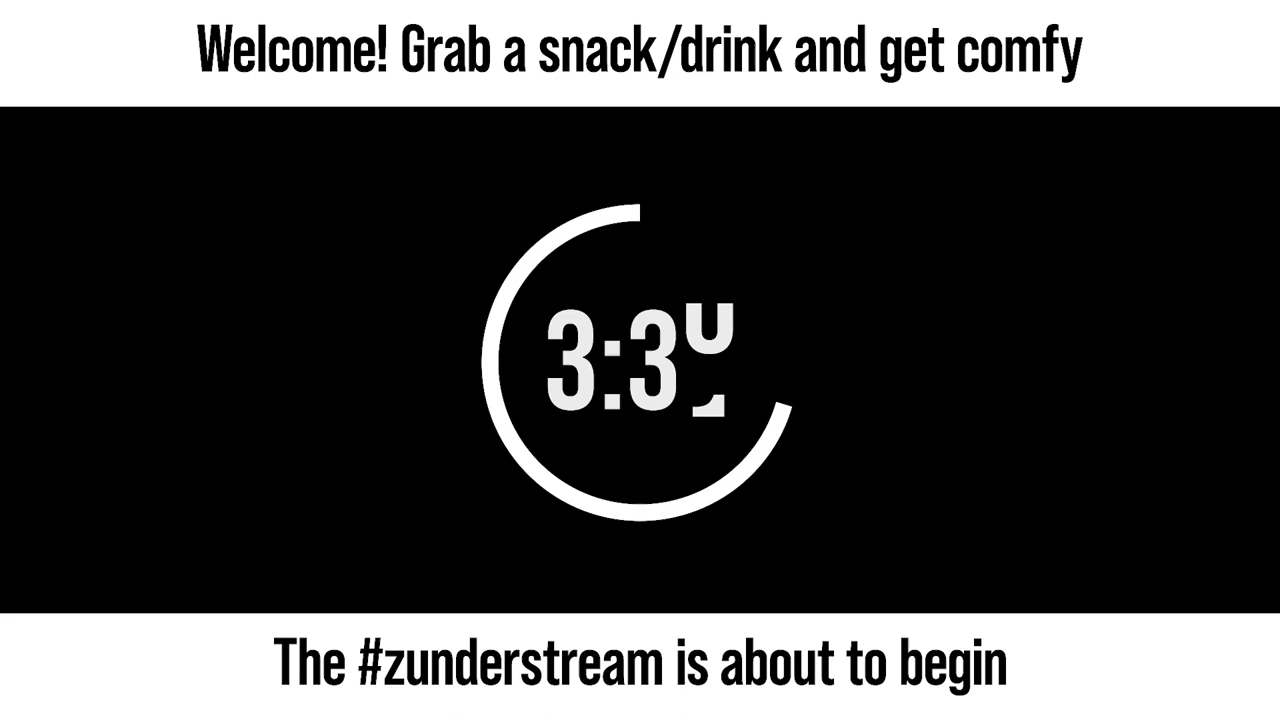 Welcome! Grab a snack/drink and get comfy
3:3
The #zunderstream is about to begin